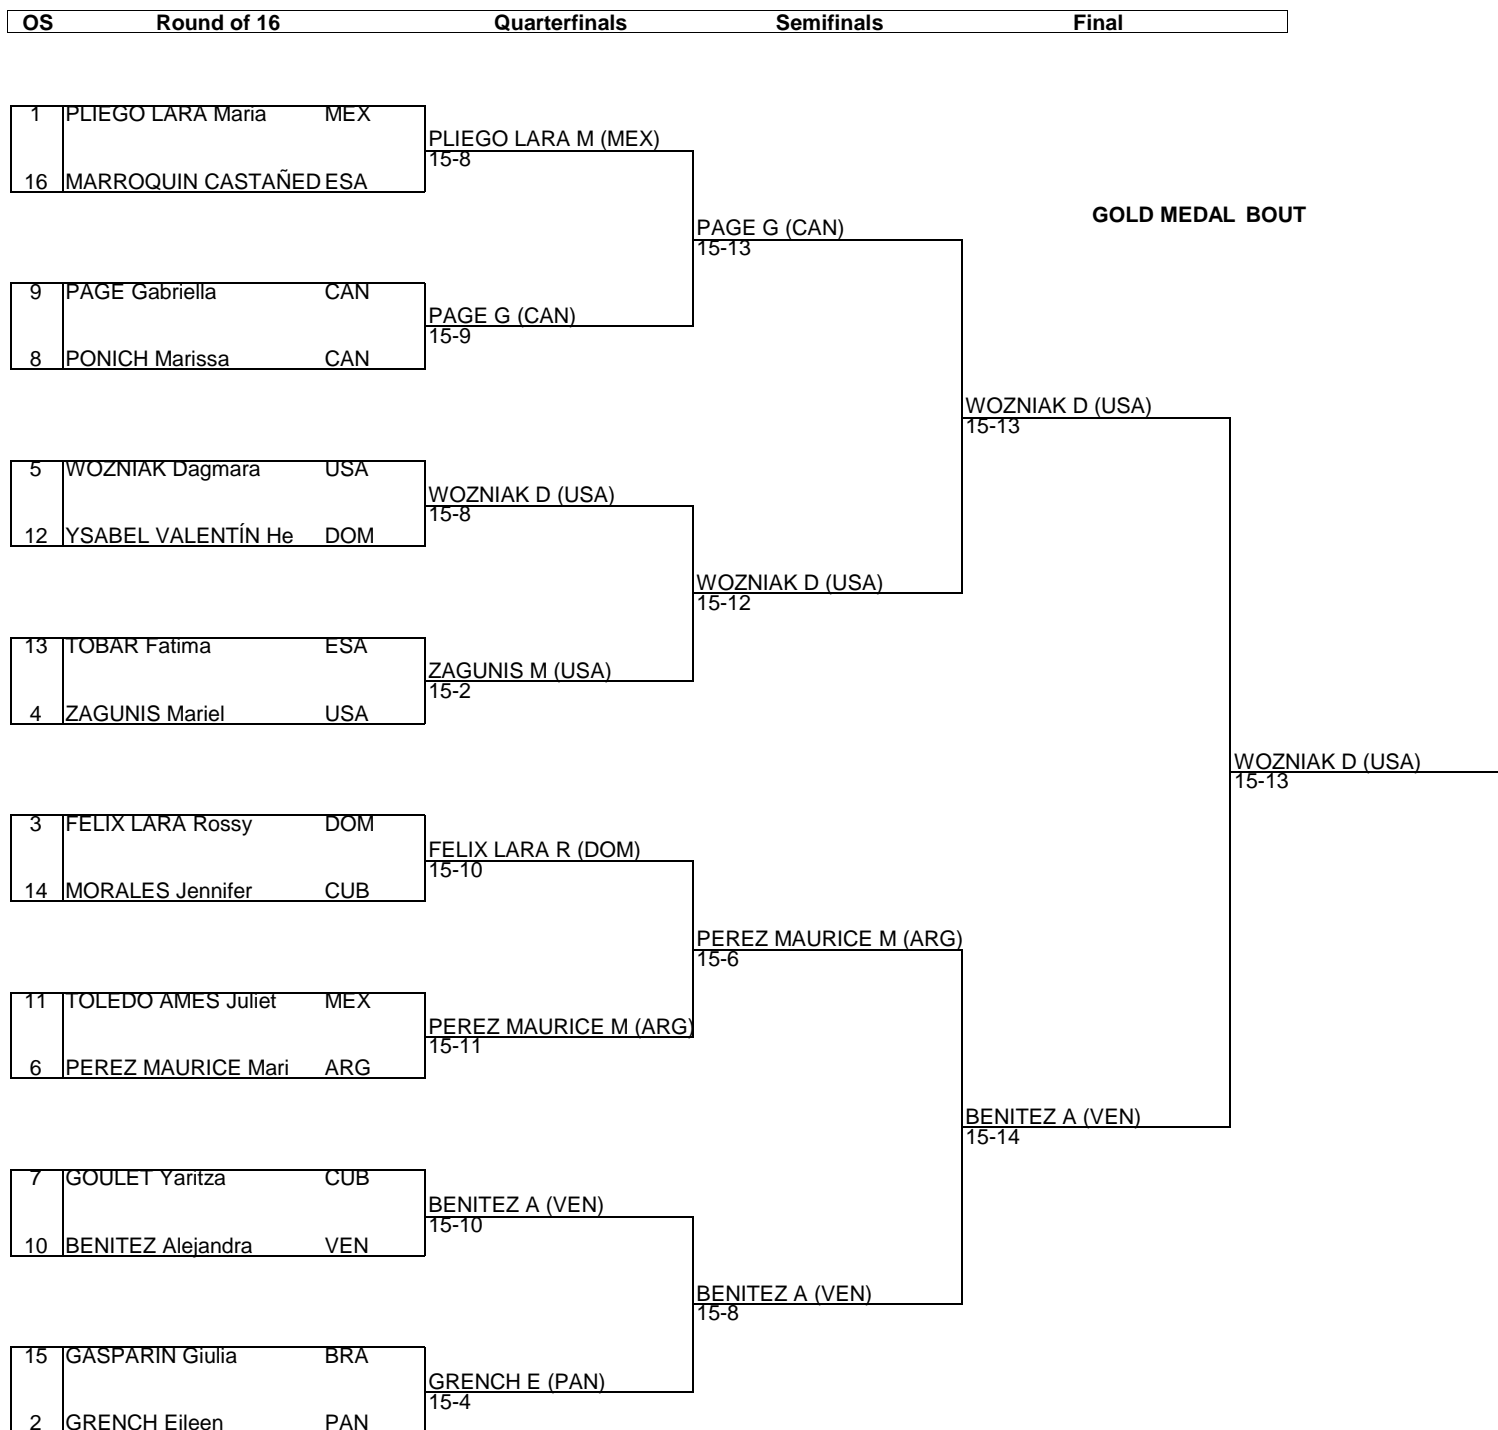 OS Round of 16 Quarterfinals Semifinals Final
1 PLIEGO LARA Maria MEX
PLIEGO LARA M (MEX)
15-8
16 MARROQUIN CASTAÑED ESA
GOLD MEDAL BOUT
PAGE G (CAN)
15-13
9 PAGE Gabriella CAN
PAGE G (CAN)
15-9
8 PONICH Marissa CAN
WOZNIAK D (USA)
15-13
5 WOZNIAK Dagmara USA
WOZNIAK D (USA)
15-8
12 YSABEL VALENTÍN He DOM
WOZNIAK D (USA)
15-12
13 TOBAR Fatima ESA
ZAGUNIS M (USA)
15-2
4 ZAGUNIS Mariel USA
WOZNIAK D (USA)
15-13
3 FELIX LARA Rossy DOM
FELIX LARA R (DOM)
15-10
14 MORALES Jennifer CUB
PEREZ MAURICE M (ARG)
15-6
11 TOLEDO AMES Juliet MEX
PEREZ MAURICE M (ARG)
15-11
6 PEREZ MAURICE Mari ARG
BENITEZ A (VEN)
15-14
7 GOULET Yaritza CUB
BENITEZ A (VEN)
15-10
10 BENITEZ Alejandra VEN
BENITEZ A (VEN)
15-8
15 GASPARIN Giulia BRA
GRENCH E (PAN)
15-4
2 GRENCH Eileen PAN